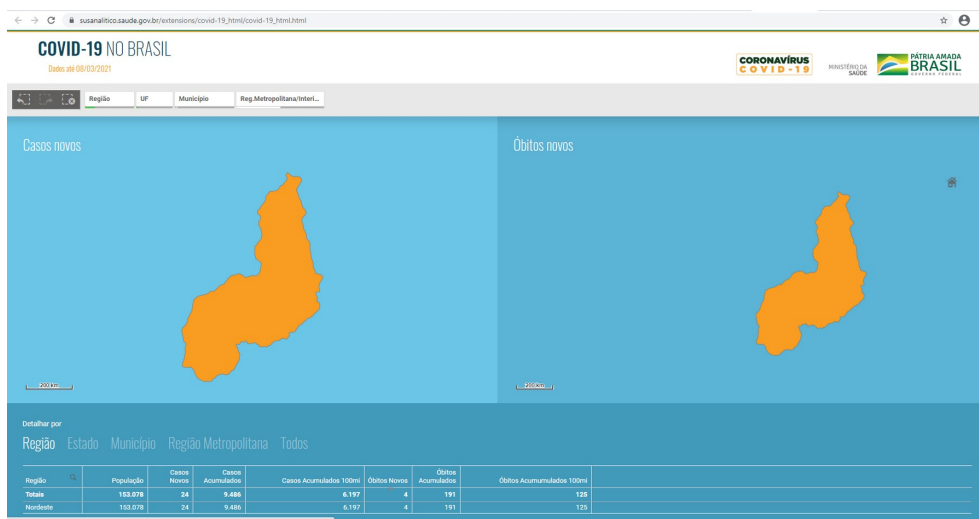 susanalitico.saude.gov.br/extensions/covid-19_html/covid-19_html.html
COVID-19 NO BRASIL
Dados até 08/03/2021
CORONAVÍRUS
COVID-19
MINISTÉRIO DA
SAÚDE
PÁTRIA AMADA
BRASIL
GOVERNO FEDERAL
Região UF Município Reg.Metropolitana/Interi...
Casos novos
Óbitos novos
200 km
200 km
Detalhar por
Região Estado Município Região Metropolitana Todos
Região População Casos Novos Casos Acumulados Casos Acumulados 100mi Óbitos Novos Óbitos Acumulados Óbitos Acumumulados 100mi
Totais 153.078 24 9.486 6.197 4 191 125
Nordeste 153.078 24 9.486 6.197 4 191 125